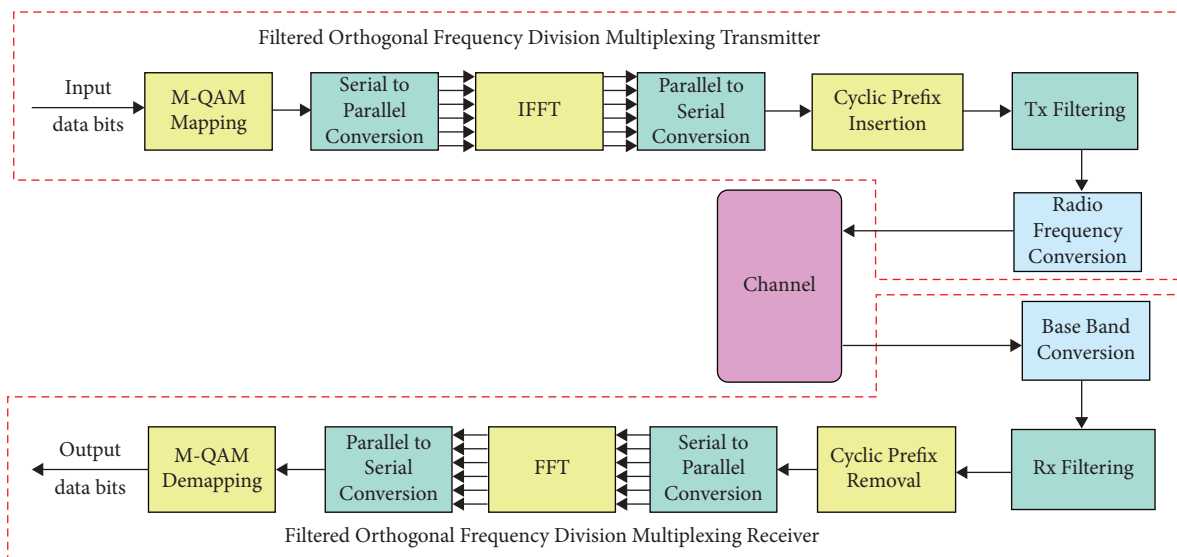 Filtered Orthogonal Frequency Division Multiplexing Transmitter
Input
data bits
M-QAM
Mapping
Serial to
Parallel
Conversion
IFFT
Parallel to
Serial
Conversion
Cyclic Prefix
Insertion
Tx Filtering
Radio
Frequency
Conversion
Channel
Base Band
Conversion
Rx Filtering
Cyclic Prefix
Removal
Serial to
Parallel
Conversion
FFT
Parallel to
Serial
Conversion
M-QAM
Demapping
Output
data bits
Filtered Orthogonal Frequency Division Multiplexing Receiver